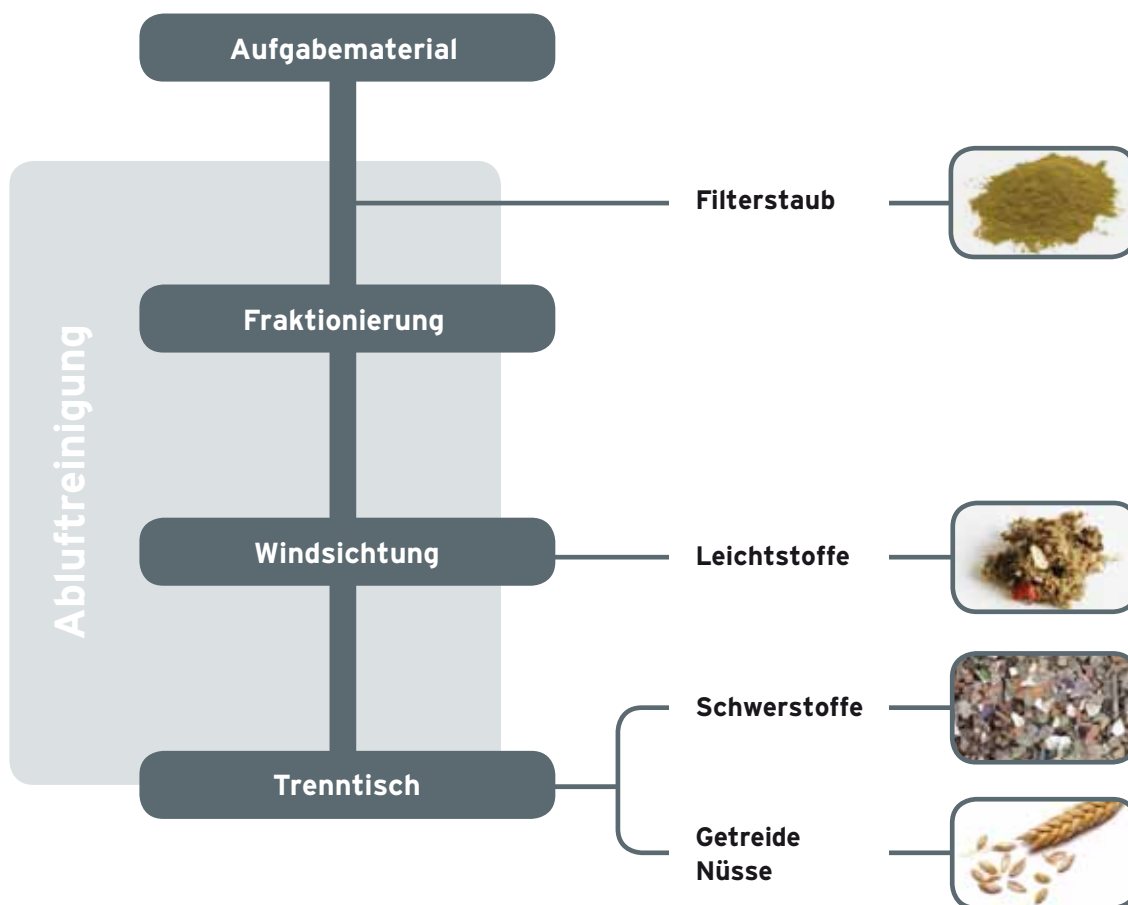 Aufgabematerial
Filterstaub
Fraktionierung
Abluftreinigung
Windsichtung
Leichtstoffe
Schwerstoffe
Trenntisch
Getreide
Nüsse